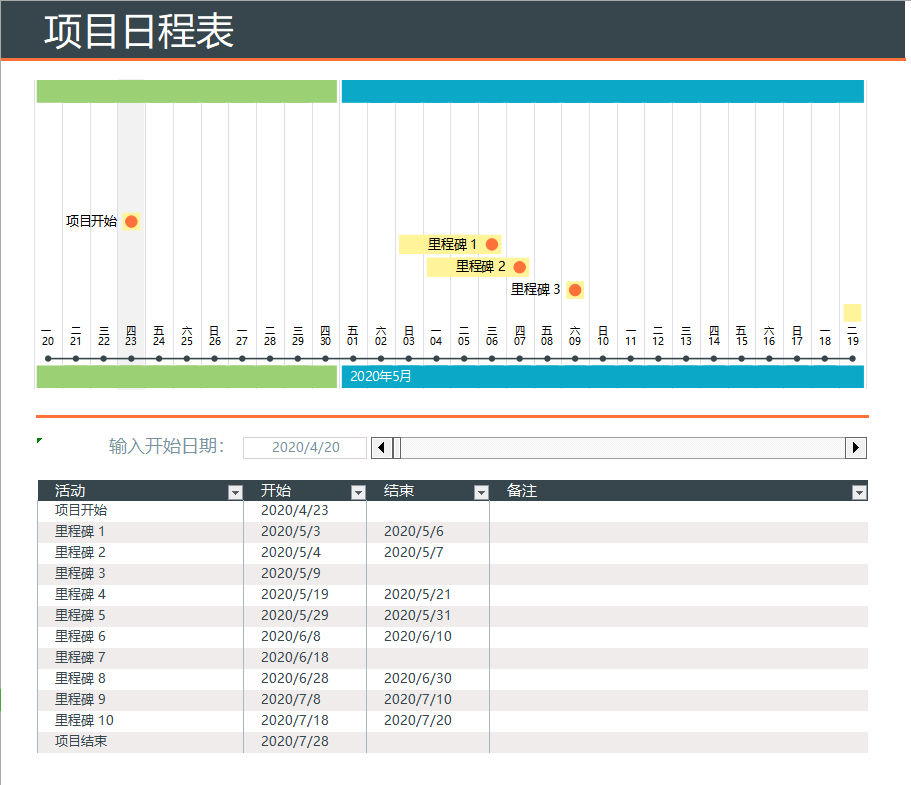 项目日程表
项目开始
里程碑 1
里程碑 2
里程碑 3
一 二 三 四 五 六 日 一 二 三 四 五 六 日 一 二 三 四 五 六 日 一 二 三 四 五 六 日 一 二
20 21 22 23 24 25 26 27 28 29 30 01 02 03 04 05 06 07 08 09 10 11 12 13 14 15 16 17 18 19
2020年5月
输入开始日期: 2020/4/20
活动 开始 结束 备注
项目开始 2020/4/23
里程碑 1 2020/5/3 2020/5/6
里程碑 2 2020/5/4 2020/5/7
里程碑 3 2020/5/9
里程碑 4 2020/5/19 2020/5/21
里程碑 5 2020/5/29 2020/5/31
里程碑 6 2020/6/8 2020/6/10
里程碑 7 2020/6/18
里程碑 8 2020/6/28 2020/6/30
里程碑 9 2020/7/8 2020/7/10
里程碑 10 2020/7/18 2020/7/20
项目结束 2020/7/28